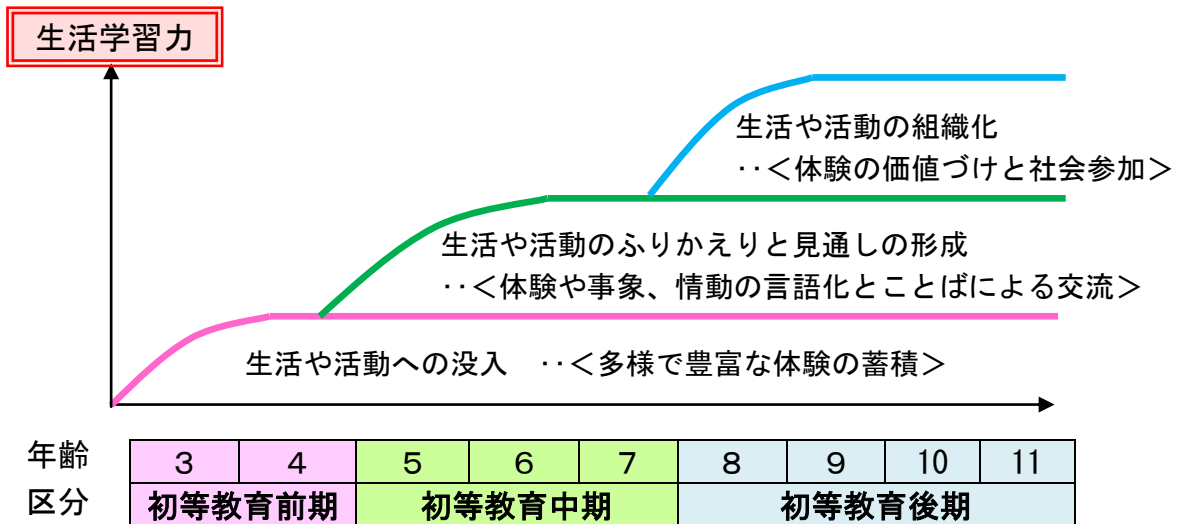 生活学習力
生活や活動の組織化
‥＜体験の価値づけと社会参加＞
生活や活動のふりかえりと見通しの形成
‥＜体験や事象、情動の言語化とことばによる交流＞
生活や活動への没入　‥＜多様で豊富な体験の蓄積＞
年齢 ３ ４ ５ ６ ７ ８ ９ 10 11
区分 初等教育前期 初等教育中期 初等教育後期